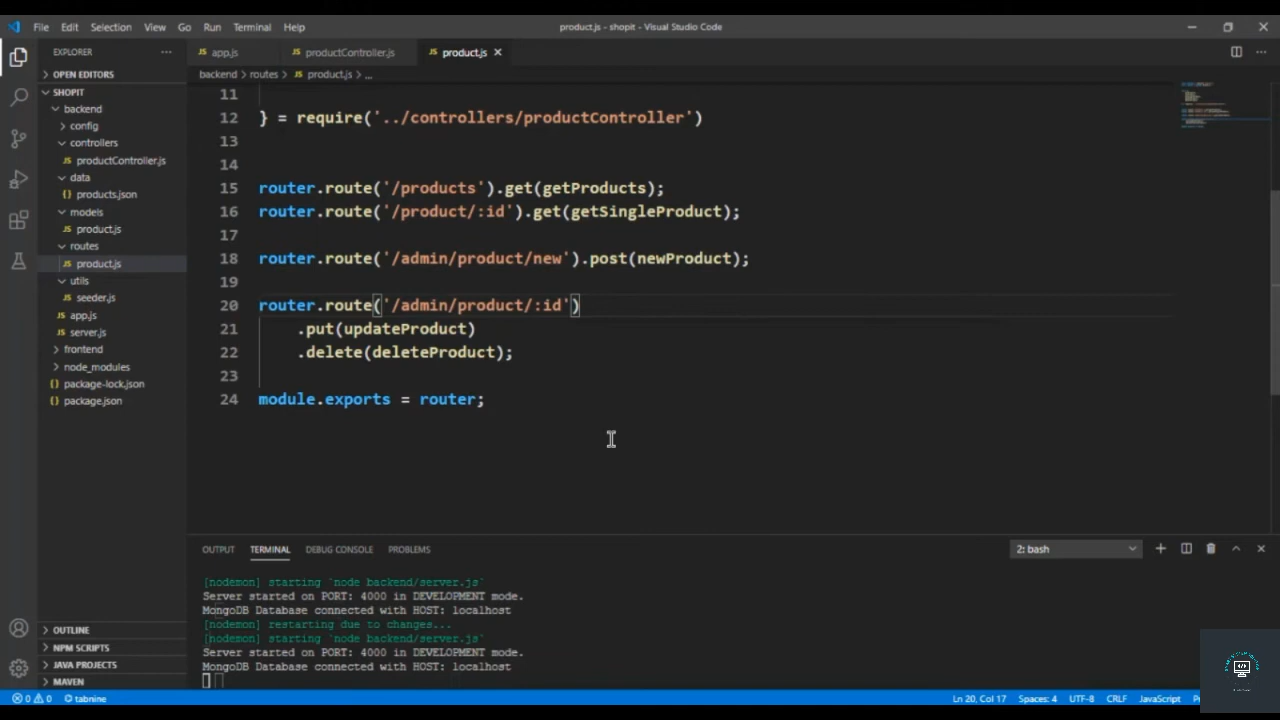 File Edit Selection View Go Run Terminal Help
product.js - shopit - Visual Studio Code
EXPLORER
app.js
productController.js
product.js
OPEN EDITORS
backend > routes > JS product.js > ...
SHOPIT
backend
config
controllers
JS productController.js
data
{} products.json
models
JS product.js
routes
JS product.js
utils
JS seeder.js
JS app.js
JS server.js
frontend
node_modules
{} package-lock.json
{} package.json
OUTLINE
NPM SCRIPTS
JAVA PROJECTS
MAVEN
11
12 } = require('../controllers/productController')
13
14
15 router.route('/products').get(getProducts);
16 router.route('/product/:id').get(getSingleProduct);
17
18 router.route('/admin/product/new').post(newProduct);
19
20 router.route('/admin/product/:id')
21 .put(updateProduct)
22 .delete(deleteProduct);
23
24 module.exports = router;
OUTPUT TERMINAL DEBUG CONSOLE PROBLEMS
2: bash
[nodemon] starting `node backend/server.js`
Server started on PORT: 4000 in DEVELOPMENT mode.
MongoDB Database connected with HOST: localhost
[nodemon] restarting due to changes...
[nodemon] starting `node backend/server.js`
Server started on PORT: 4000 in DEVELOPMENT mode.
MongoDB Database connected with HOST: localhost
0 0 tabnine
Ln 20, Col 17 Spaces: 4 UTF-8 CRLF JavaScript